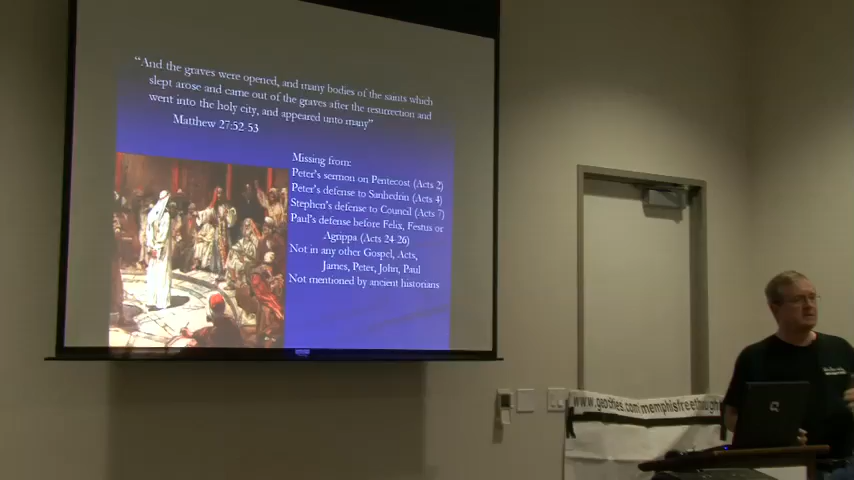 “And the graves were opened, and many bodies of the saints which
slept arose and came out of the graves after the resurrection and
went into the holy city, and appeared unto many”
Matthew 27:52-53
Missing from:
Peter's sermon on Pentecost (Acts 2)
Peter's defense to Sanhedrin (Acts 4)
Stephen's defense to Council (Acts 7)
Paul's defense before Felix, Festus or
Agrippa (Acts 24-26)
Not in any other Gospel, Acts,
James, Peter, John, Paul
Not mentioned by ancient historians
www.geocities.com/memphisfreethough